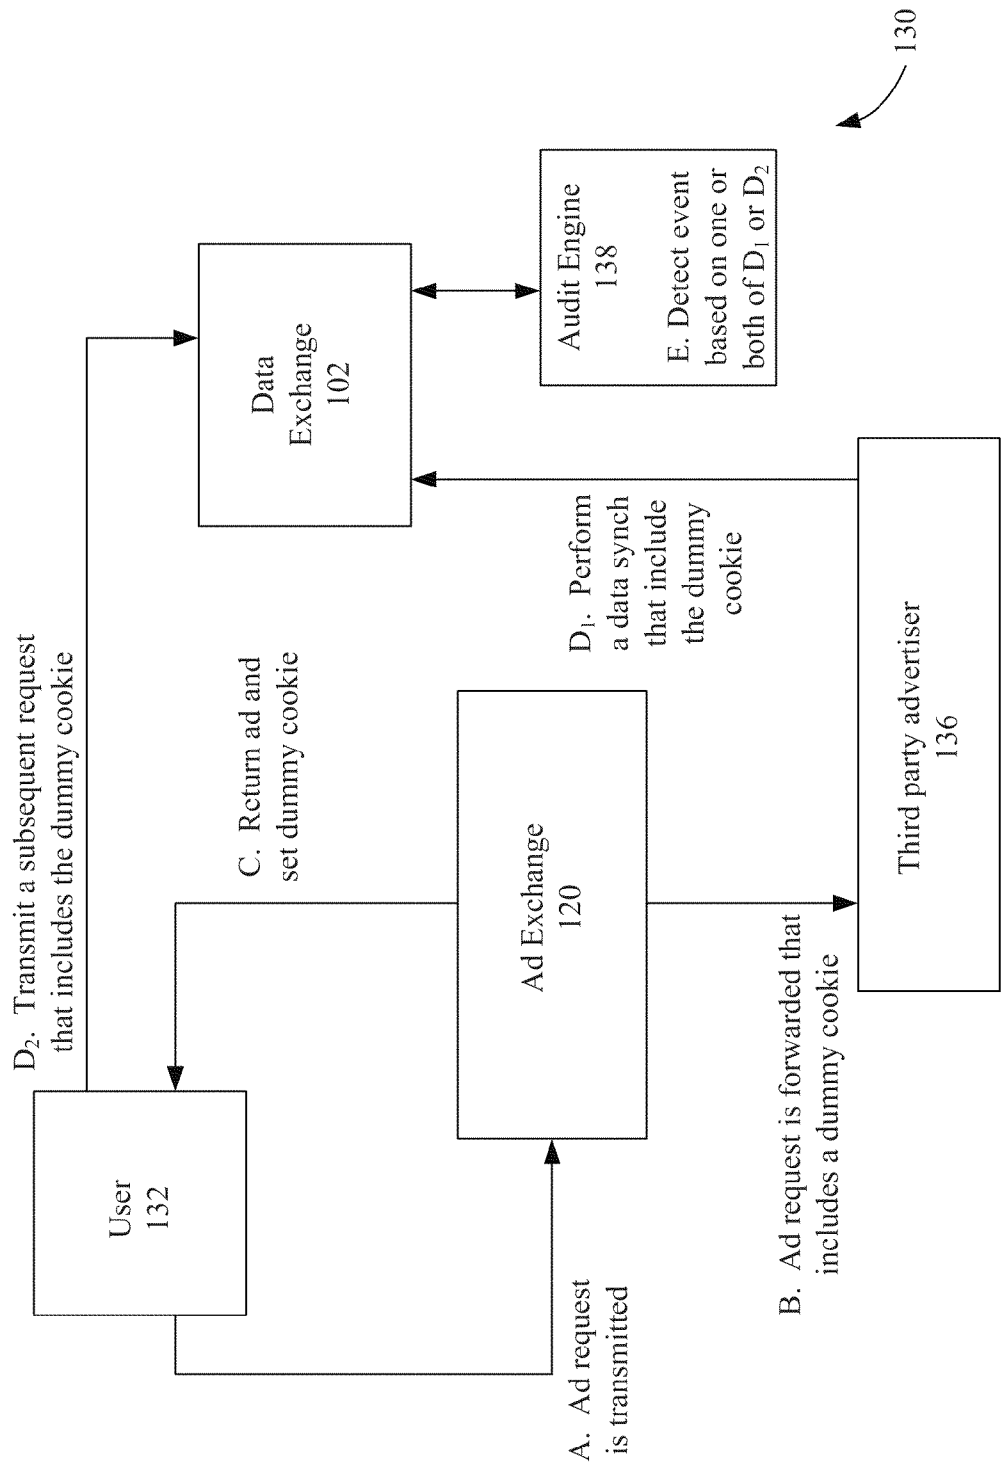 D2. Transmit a subsequent request
that includes the dummy cookie
User
132
C. Return ad and
set dummy cookie
Data
Exchange
102
Ad Exchange
120
Audit Engine
138
E. Detect event
based on one or
both of D1 or D2
A. Ad request
is transmitted
D1. Perform
a data synch
that include
the dummy
cookie
B. Ad request is forwarded that
includes a dummy cookie
Third party advertiser
136
130